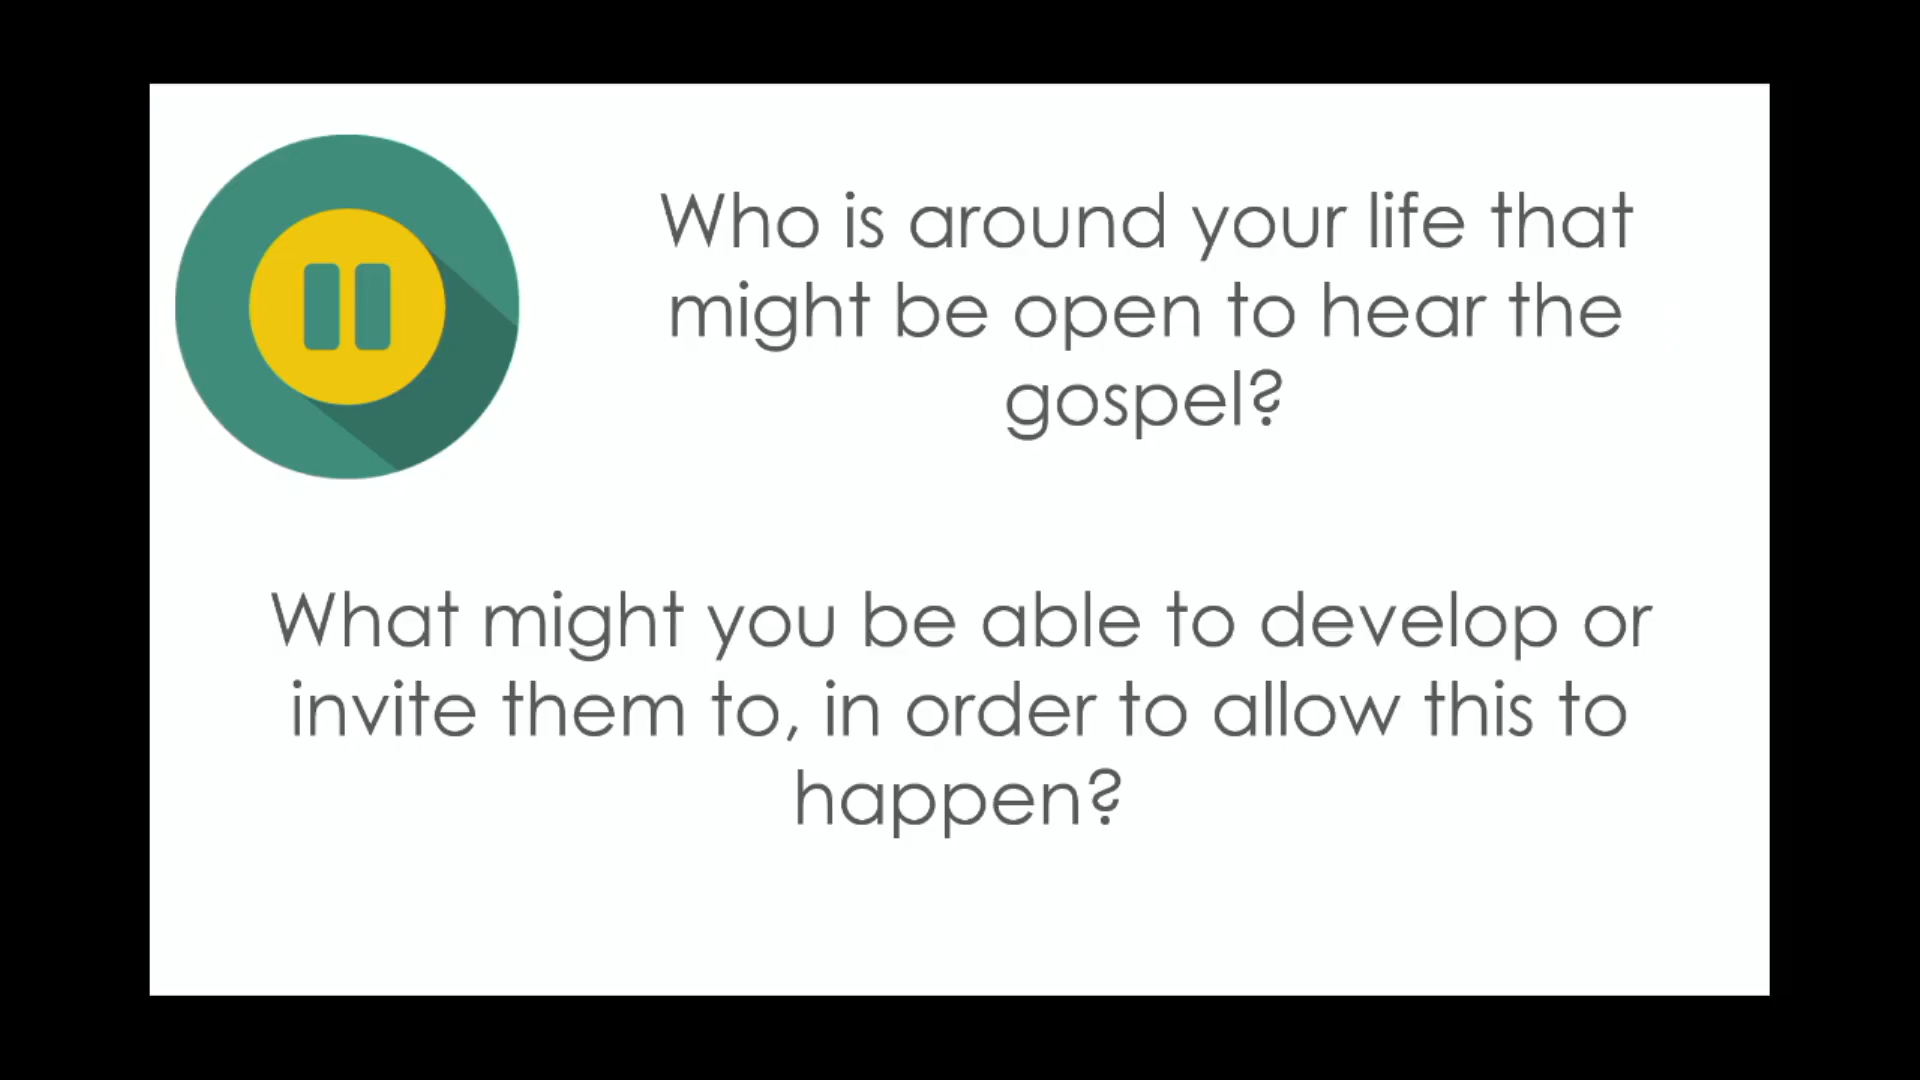 Who is around your life that
might be open to hear the
gospel?
What might you be able to develop or
invite them to, in order to allow this to
happen?